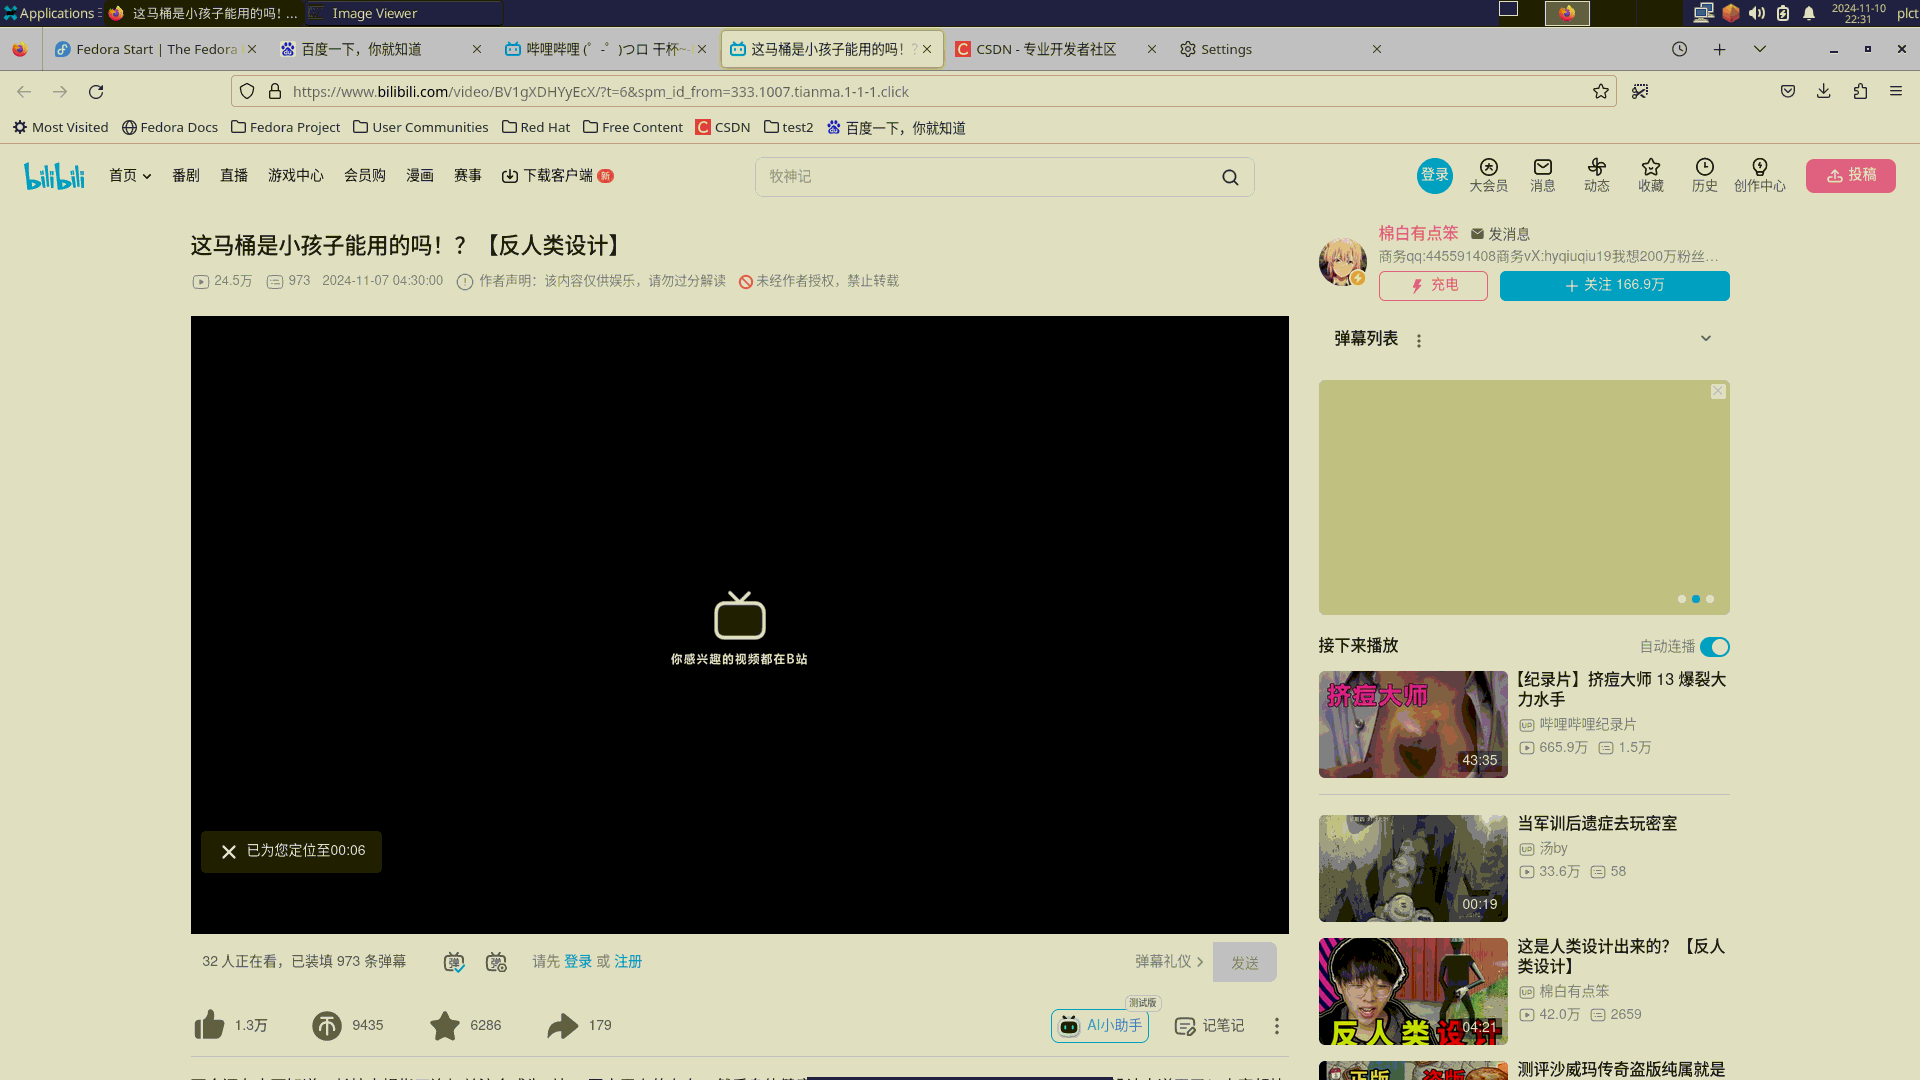 Applications
这马桶是小孩子能用的吗！...
Image Viewer
2024-11-10
22:31
plct
Fedora Start | The Fedora
百度一下，你就知道
哔哩哔哩 (゜-゜)つロ 干杯~-
这马桶是小孩子能用的吗！？
CSDN - 专业开发者社区
Settings
https://www.bilibili.com/video/BV1gXDHYyEcX/?t=6&spm_id_from=333.1007.tianma.1-1-1.click
Most Visited
Fedora Docs
Fedora Project
User Communities
Red Hat
Free Content
CSDN
test2
百度一下，你就知道
bilibili
首页
番剧
直播
游戏中心
会员购
漫画
赛事
下载客户端
新
牧神记
登录
大会员
消息
动态
收藏
历史
创作中心
投稿
这马桶是小孩子能用的吗！？【反人类设计】
24.5万
973
2024-11-07 04:30:00
作者声明：该内容仅供娱乐，请勿过分解读
未经作者授权，禁止转载
棉白有点笨
发消息
商务qq:445591408商务vX:hyqiuqiu19我想200万粉丝…
充电
关注 166.9万
弹幕列表
你感兴趣的视频都在B站
已为您定位至00:06
接下来播放
自动连播
挤痘大师
43:35
【纪录片】挤痘大师 13 爆裂大
力水手
UP
哔哩哔哩纪录片
665.9万
1.5万
00:19
当军训后遗症去玩密室
UP
汤by
33.6万
58
反人类设计
04:21
这是人类设计出来的？【反人
类设计】
UP
棉白有点笨
42.0万
2659
正版
盗版
测评沙威玛传奇盗版纯属就是
32 人正在看，已装填 973 条弹幕
弹
弹
请先 登录 或 注册
弹幕礼仪
发送
1.3万
9435
6286
179
测试版
AI小助手
记笔记